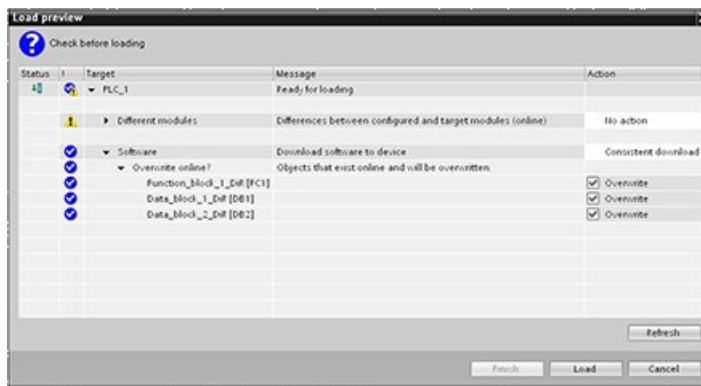 Load preview
Check before loading
Status ! Target Message Action
PLC_1 Ready for loading
Different modules Differences between configured and target modules (online) No action
Software Download software to device Consistent download
Overwrite online? Objects that exist online and will be overwritten.
Function_block_1_Diff [FC1] Overwrite
Data_block_1_Diff [DB1] Overwrite
Data_block_2_Diff [DB2] Overwrite
Refresh
Finish Load Cancel